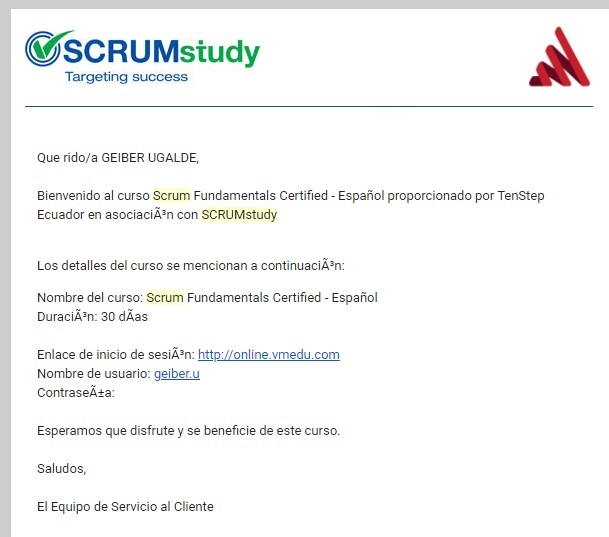 SCRUMstudy
Targeting success
Que rido/a GEIBER UGALDE,
Bienvenido al curso Scrum Fundamentals Certified - Español proporcionado por TenStep
Ecuador en asociaciÃ³n con SCRUMstudy
Los detalles del curso se mencionan a continuaciÃ³n:
Nombre del curso: Scrum Fundamentals Certified - Español
DuraciÃ³n: 30 dÃas
Enlace de inicio de sesiÃ³n: http://online.vmedu.com
Nombre de usuario: geiber.u
ContraseÃ±a:
Esperamos que disfrute y se beneficie de este curso.
Saludos,
El Equipo de Servicio al Cliente